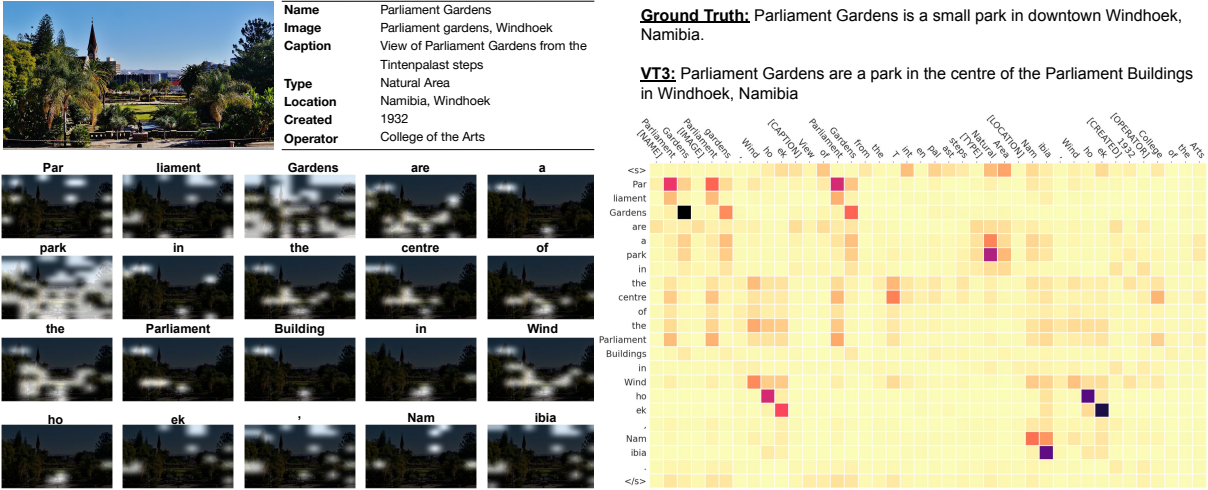 Name Parliament Gardens
Image Parliament gardens, Windhoek
Caption View of Parliament Gardens from the
Tintenpalast steps
Type Natural Area
Location Namibia, Windhoek
Created 1932
Operator College of the Arts
Par liament Gardens are a
park in the centre of
the Parliament Building in Wind
ho ek , Nam ibia
Ground Truth: Parliament Gardens is a small park in downtown Windhoek,
Namibia.
VT3: Parliament Gardens are a park in the centre of the Parliament Buildings
in Windhoek, Namibia
[NAME] Parliament Gardens [IMAGE] Parliament gardens , Wind ho ek [CAPTION] View of Parliament Gardens from the T int en pal ast steps [TYPE] Natural Area [LOCATION] Nam ibia , Wind ho ek [CREATED] 1932 [OPERATOR] College of the Arts
<s>
Par
liament
Gardens
are
a
park
in
the
centre
of
the
Parliament
Buildings
in
Wind
ho
ek
,
Nam
ibia
.
</s>